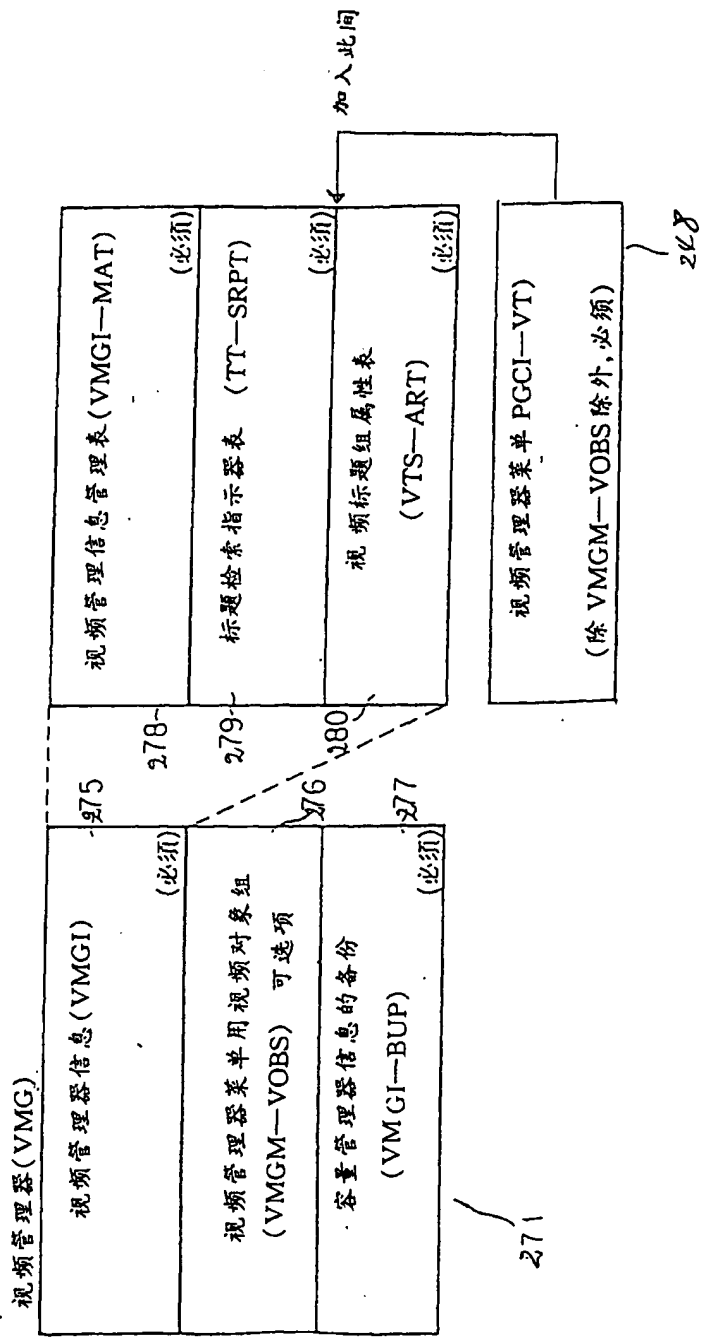 视频管理器(VMG)
视频管理器信息(VMGI)
(必须)
275
视频管理器菜单用视频对象组
(VMGM—VOBS) 可选项
276
容量管理器信息的备份
(VMGI—BUP)
(必须)
277
271
视频管理信息管理表(VMGI—MAT)
(必须)
278
标题检索指示器表 (TT—SRPT)
(必须)
279
视频标题组属性表
(VTS—ART)
(必须)
280
加入此间
视频管理器菜单 PGCI—VT)
(除 VMGM—VOBS 除外,必须)
248